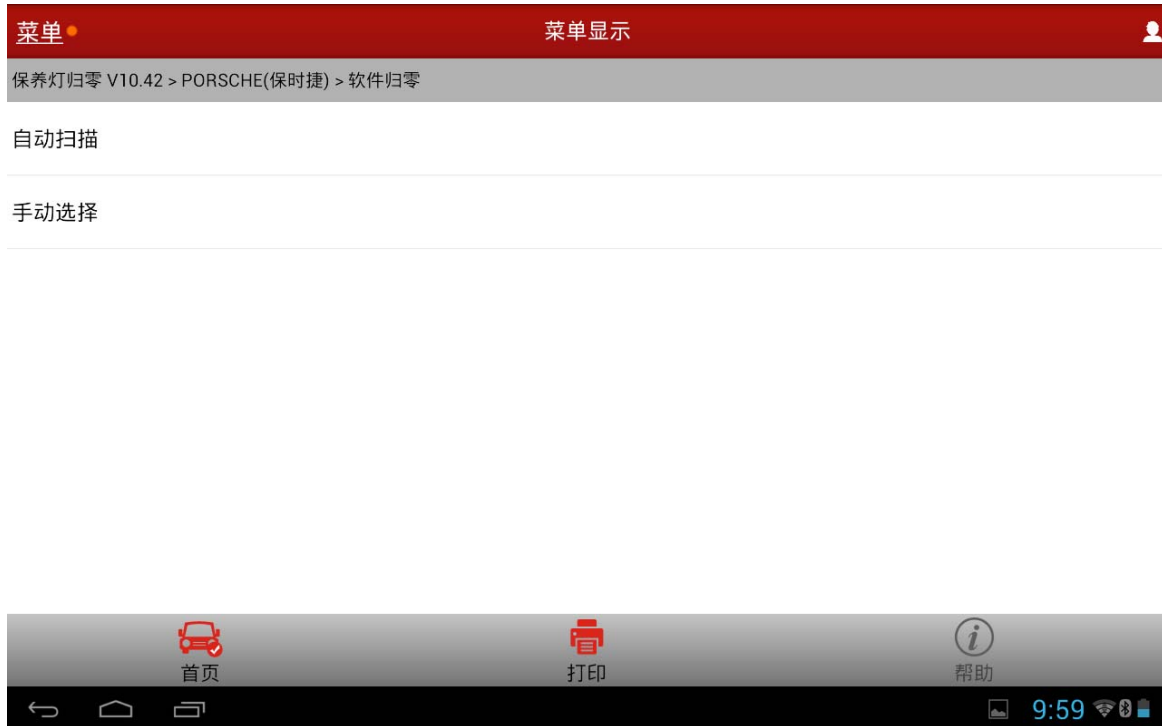 菜单
菜单显示
保养灯归零 V10.42 > PORSCHE(保时捷) > 软件归零
自动扫描
手动选择
首页
打印
帮助
9:59